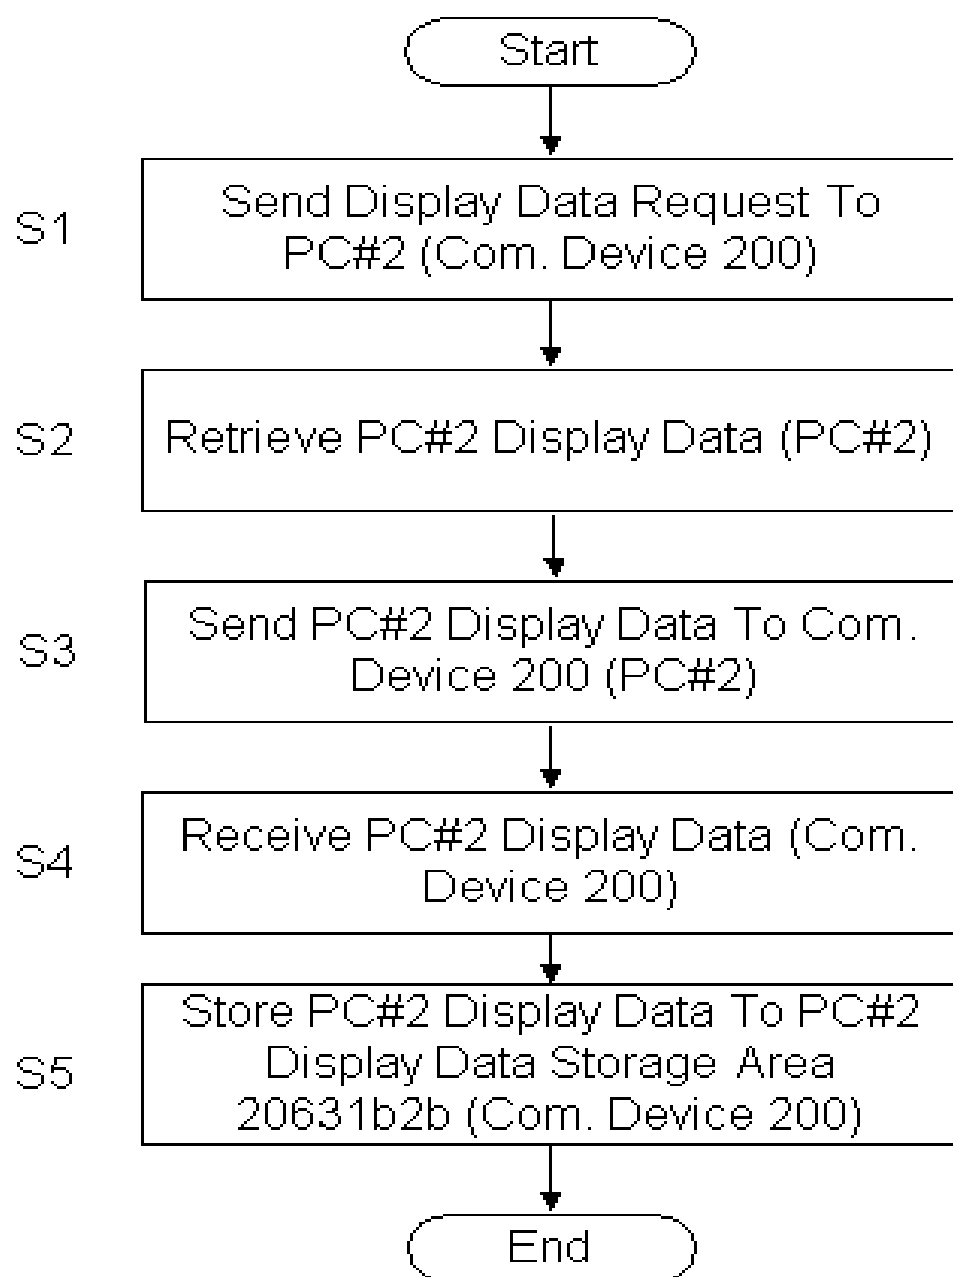 Start
S1
Send Display Data Request To
PC#2 (Com. Device 200)
S2
Retrieve PC#2 Display Data (PC#2)
S3
Send PC#2 Display Data To Com.
Device 200 (PC#2)
S4
Receive PC#2 Display Data (Com.
Device 200)
S5
Store PC#2 Display Data To PC#2
Display Data Storage Area
20631b2b (Com. Device 200)
End